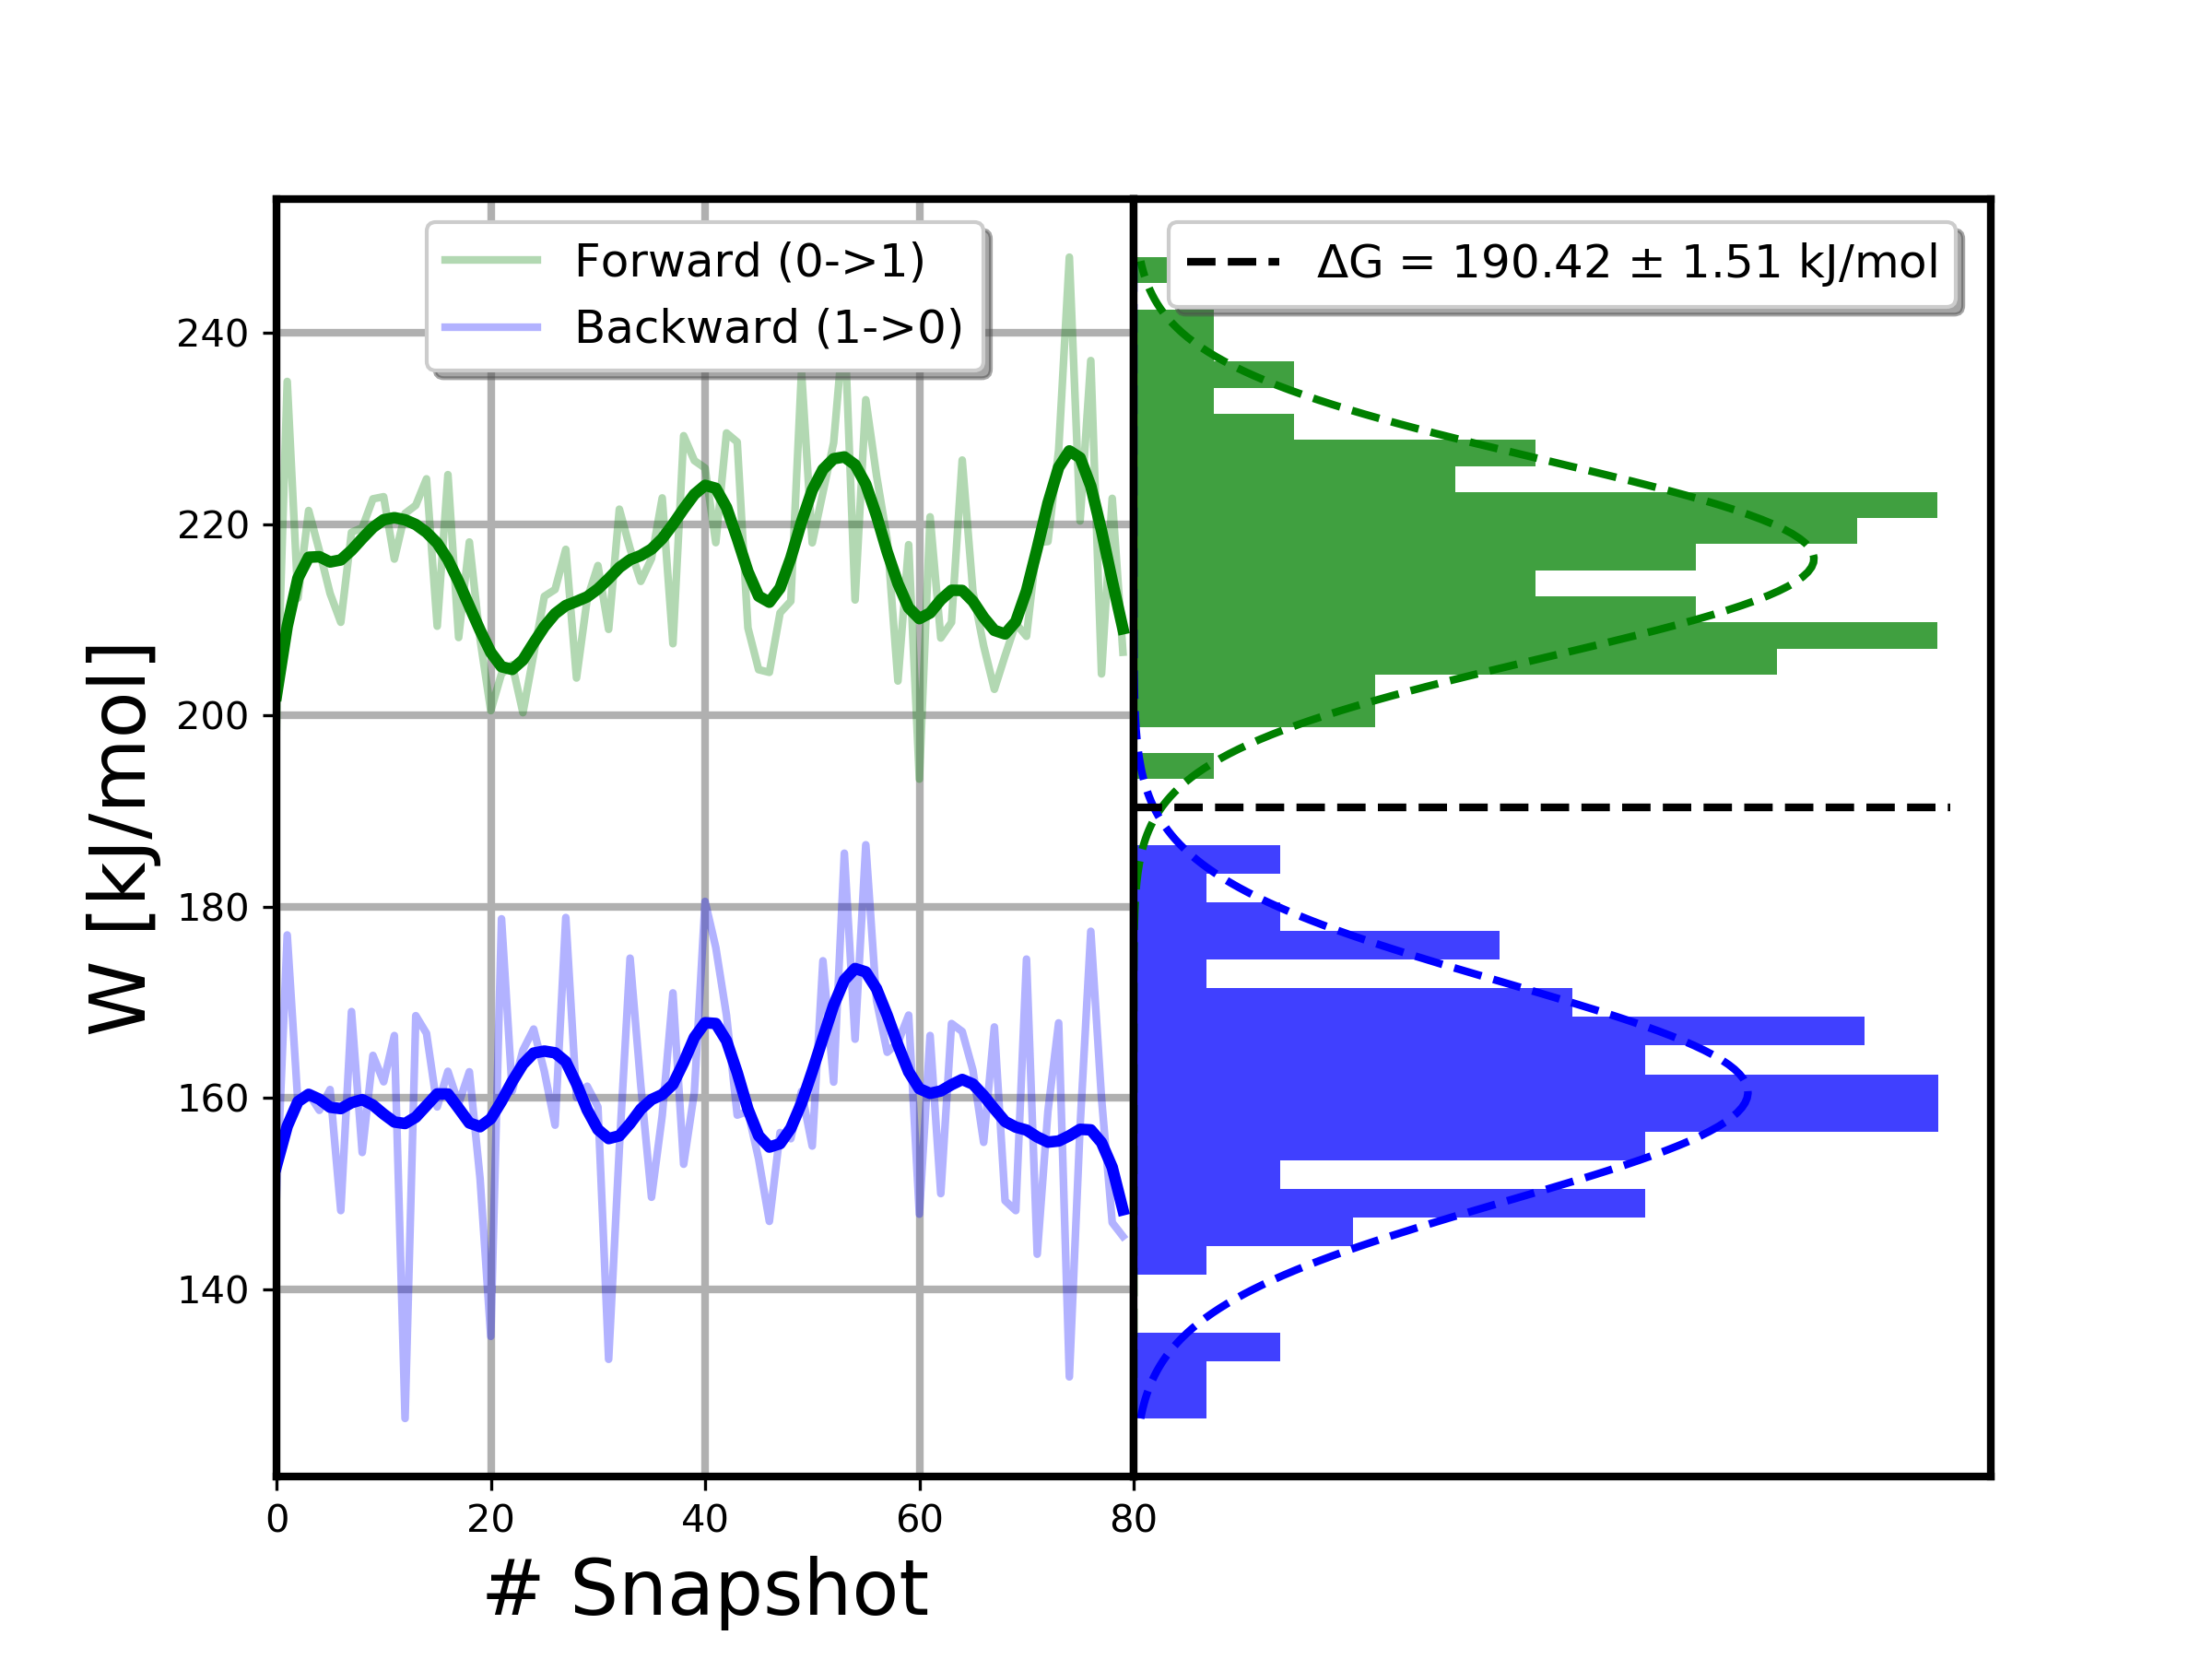 Forward (0->1)
Backward (1->0)
ΔG = 190.42 ± 1.51 kJ/mol
W [kJ/mol]
240
220
200
180
160
140
0 20 40 60 80
# Snapshot